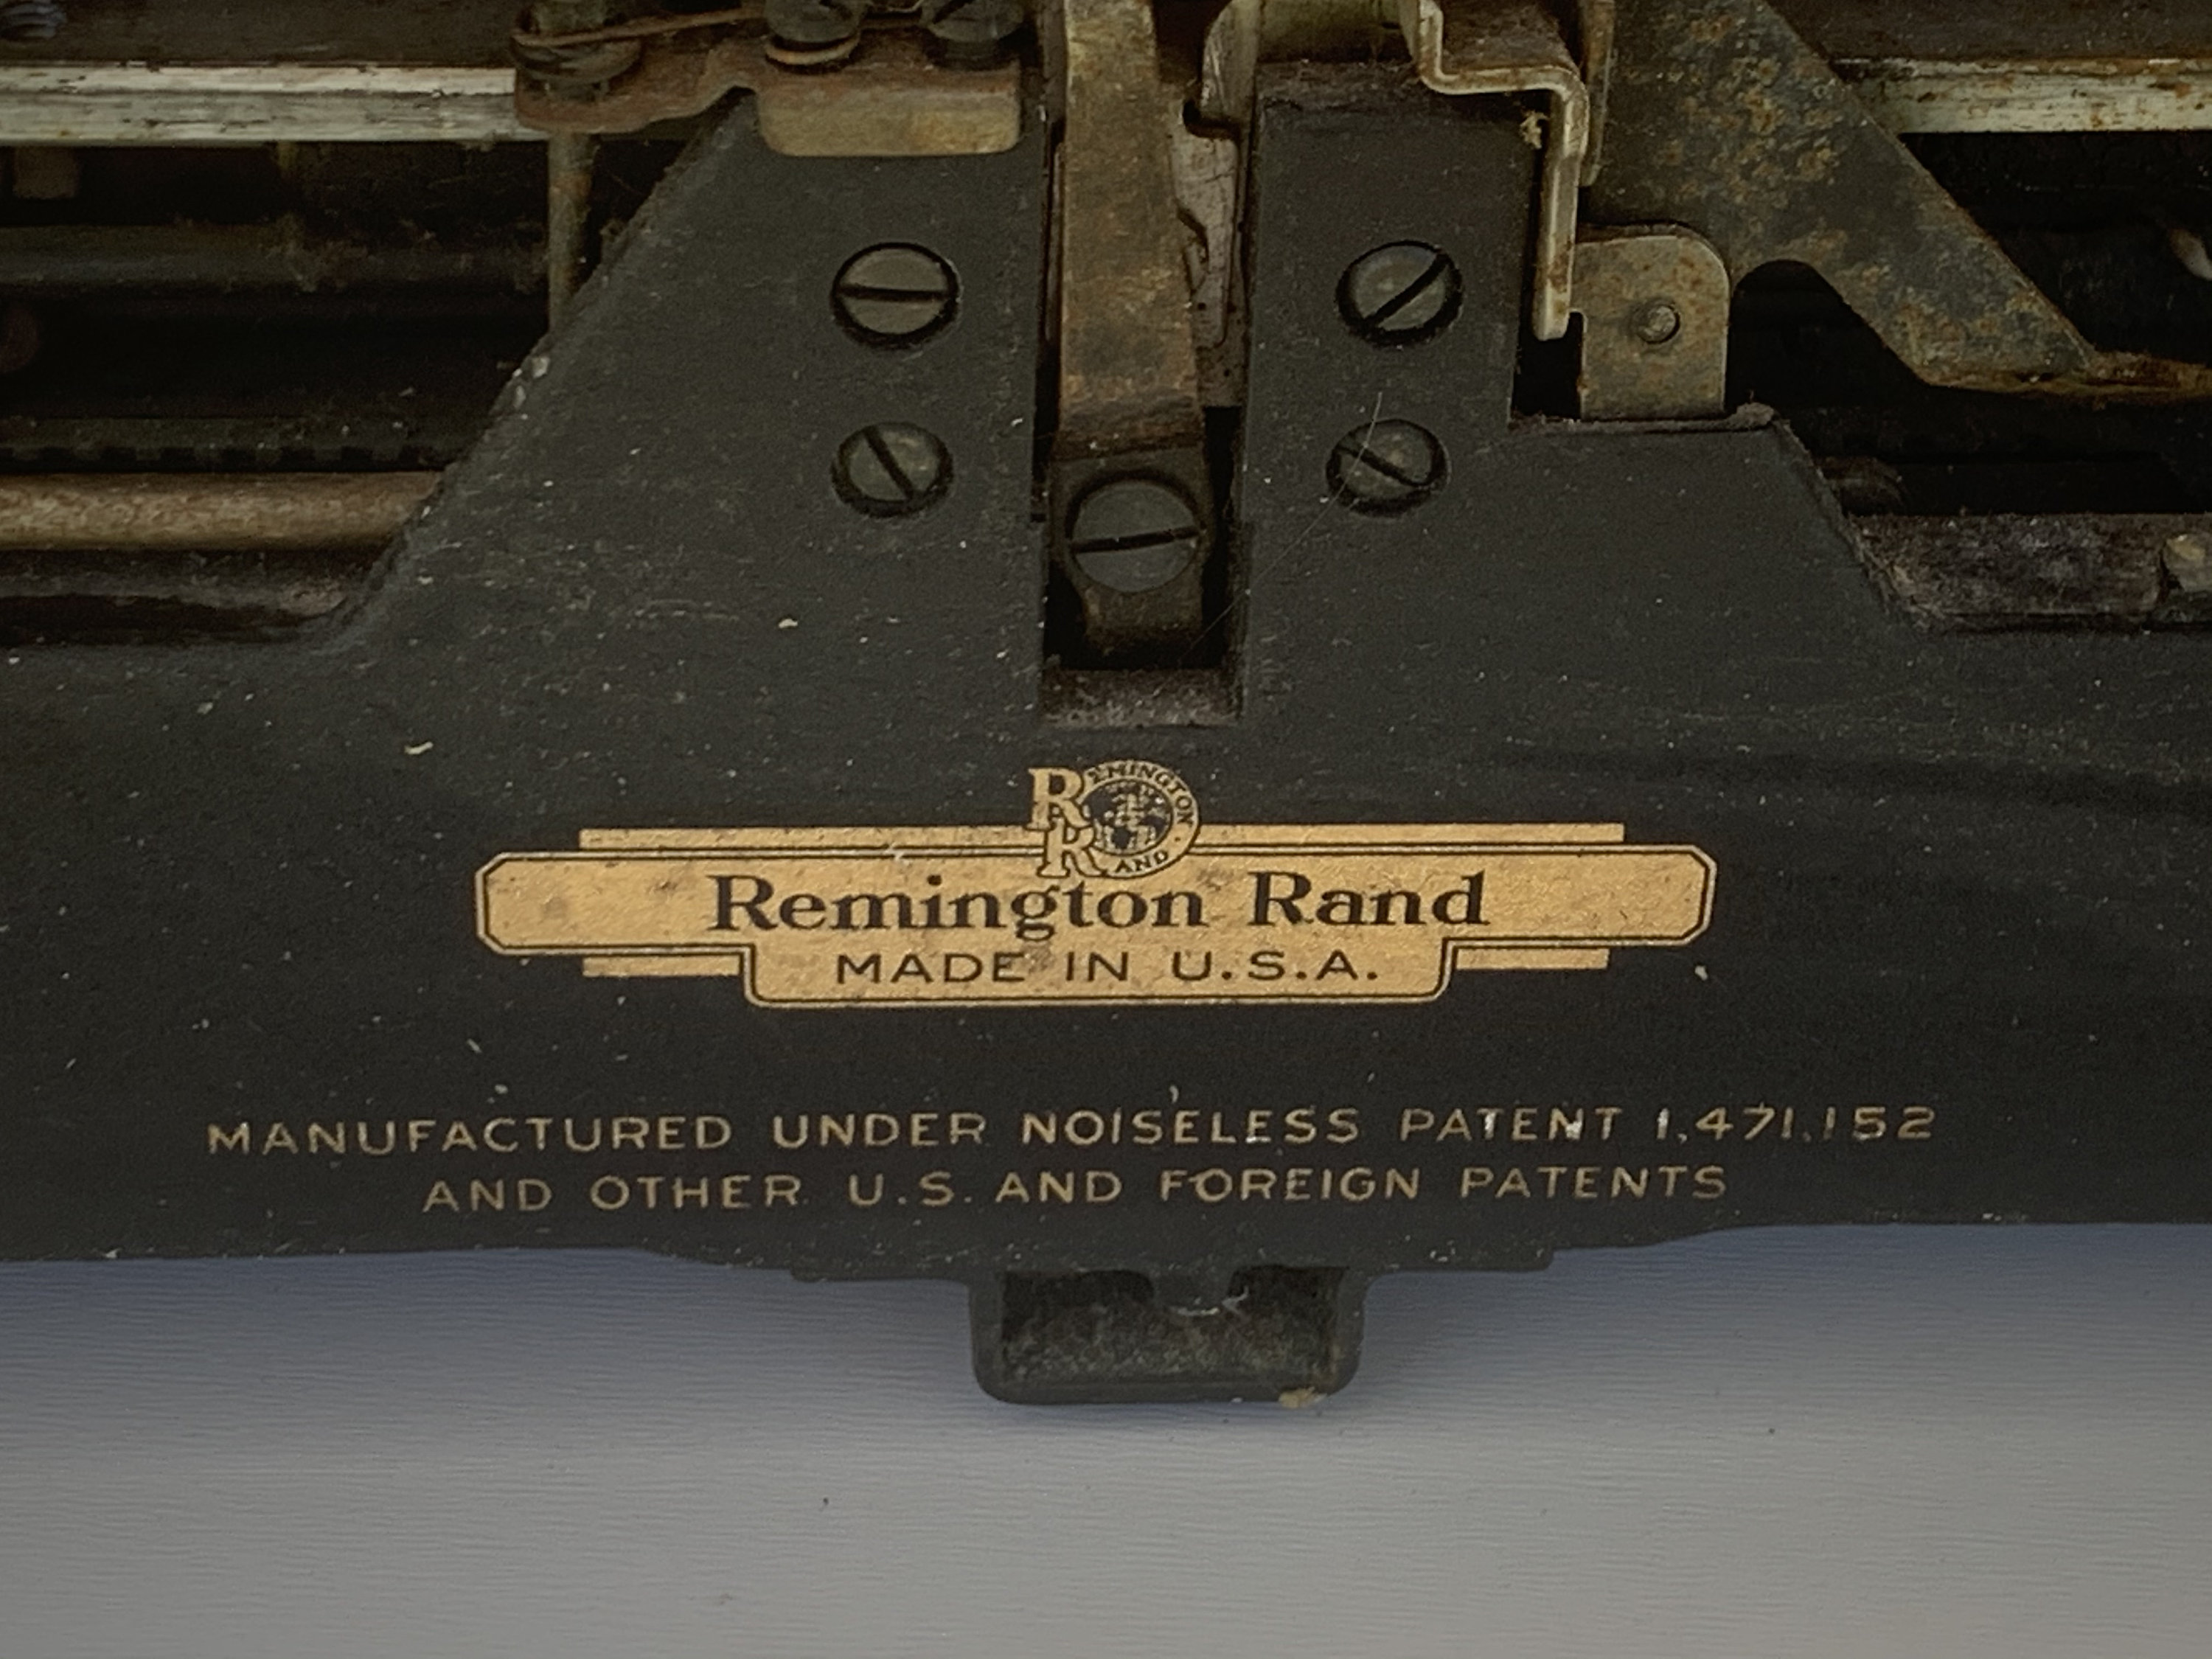 R REMINGTON
R RAND
Remington Rand
MADE IN U.S.A.
MANUFACTURED UNDER NOISELESS PATENT 1,471,152
AND OTHER U.S. AND FOREIGN PATENTS